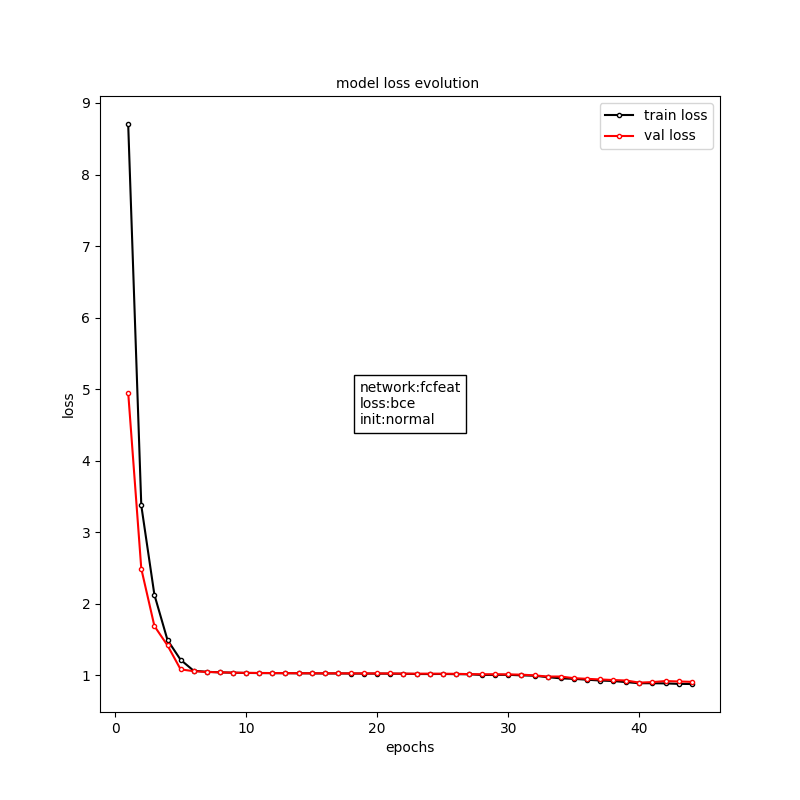 model loss evolution
9
8
7
6
5
4
3
2
1
loss
train loss
val loss
network:fcfeat
loss:bce
init:normal
0
10
20
30
40
epochs